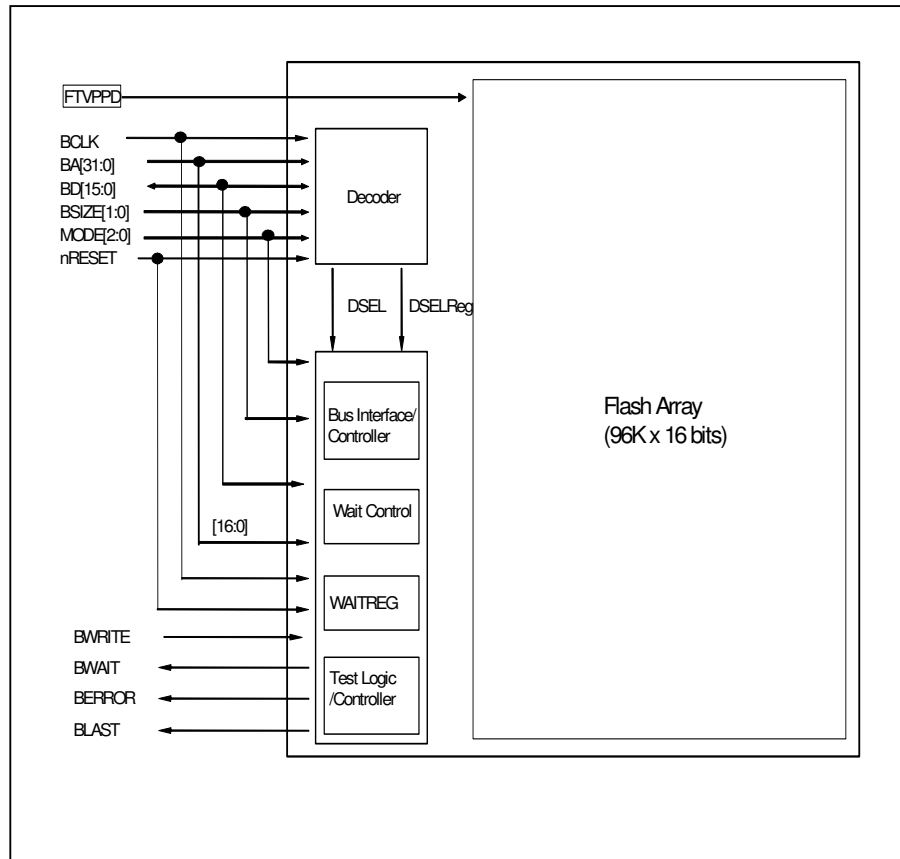 FTVPPD
BCLK
BA[31:0]
BD[15:0]
BSIZE[1:0]
MODE[2:0]
nRESET
Decoder
DSEL
DSELReg
Bus Interface/
Controller
Wait Control
[16:0]
WAITREG
BWRITE
BWAIT
BERROR
BLAST
Test Logic
/Controller
Flash Array
(96K x 16 bits)